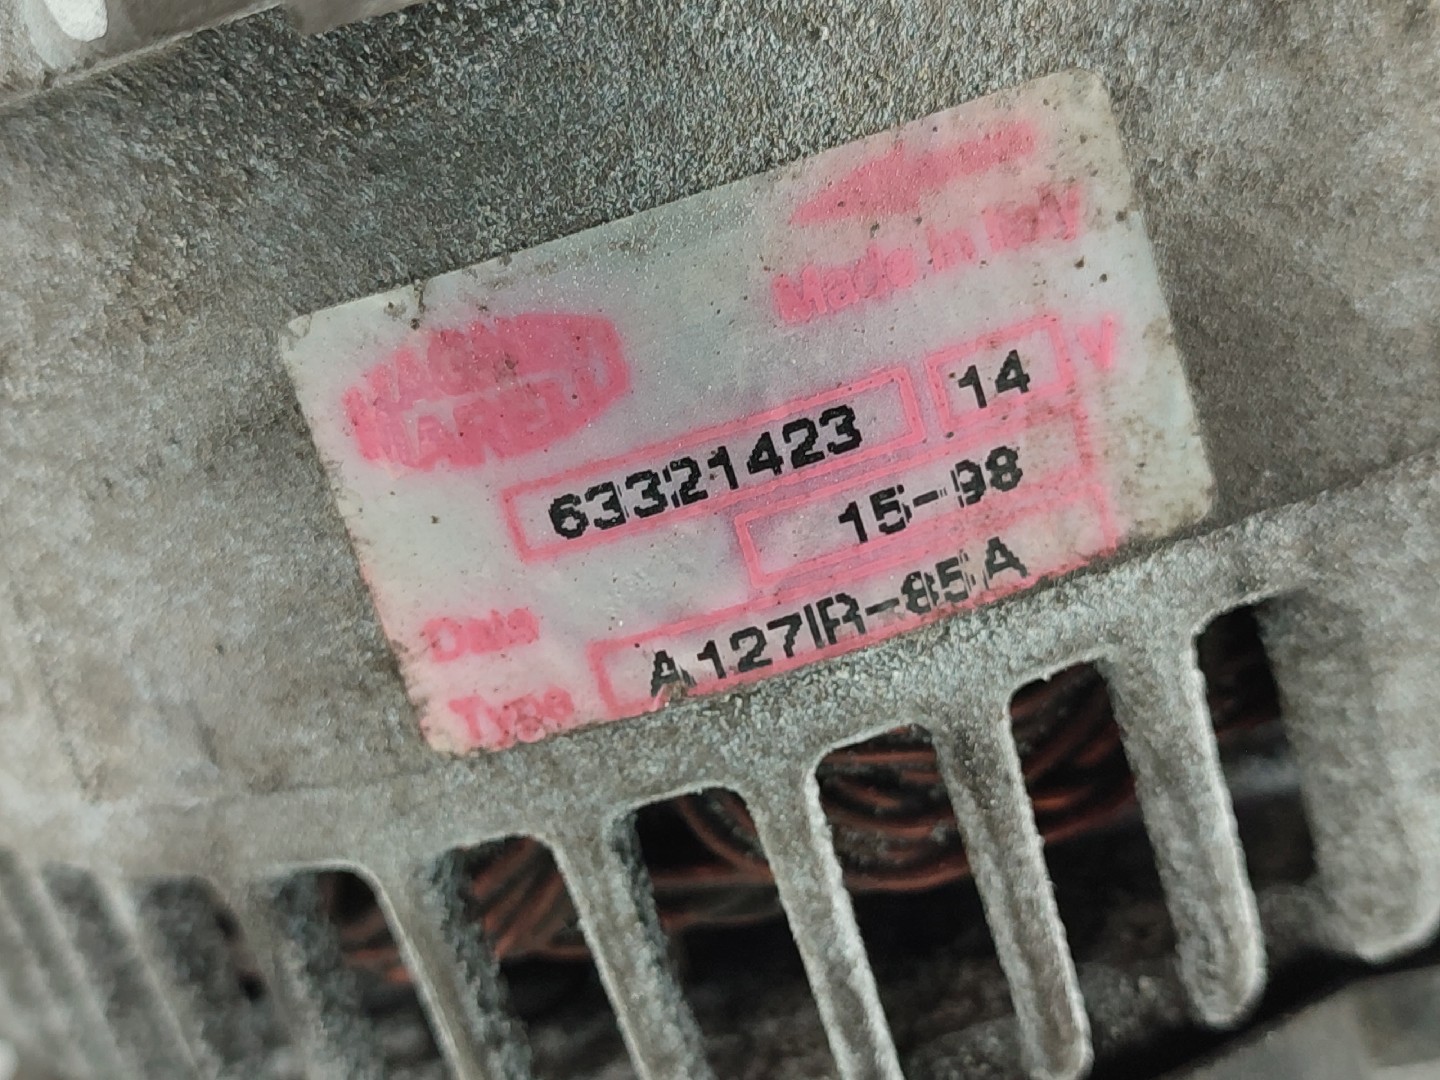 Made in Italy
MAGNETI
MARELLI
63321423 14 V
15-98
Date
Type A127IR-85A